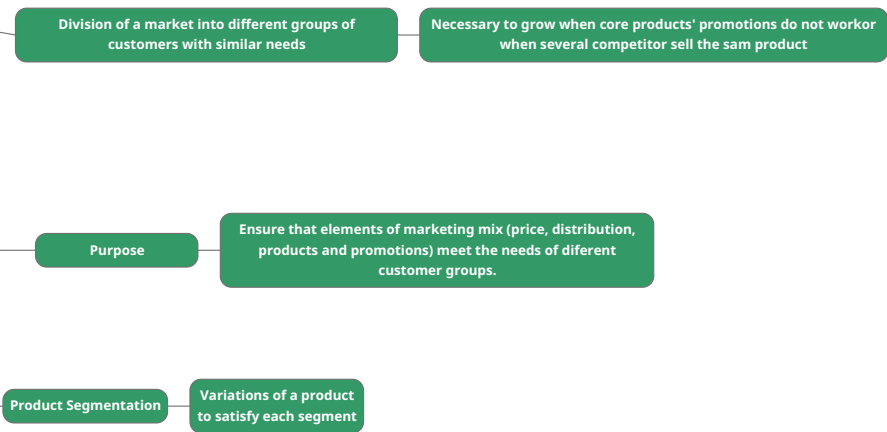 Division of a market into different groups of
customers with similar needs
Necessary to grow when core products' promotions do not workor
when several competitor sell the sam product
Purpose
Ensure that elements of marketing mix (price, distribution,
products and promotions) meet the needs of diferent
customer groups.
Product Segmentation
Variations of a product
to satisfy each segment